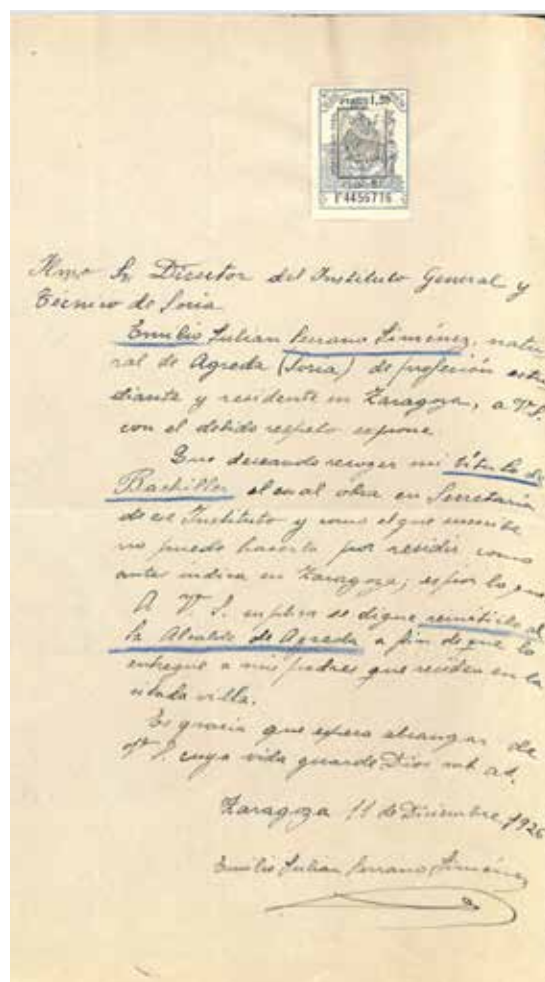 1,20
F4456716
Ilmo Sr. Director del Instituto General y
Técnico de Soria
Emilio Julian Serrano Jiménez, natu
ral de Agreda (Soria) de profesión estu
diante y residente en Zaragoza, a V. S.
con el debido respeto expone
Que deseando recoger mi título de
Bachiller el cual obra en Secretaria
de ese Instituto y como el que suscribe
no puede hacerlo por residir como
antes indica en Zaragoza; es por lo que
A V. S. suplica se digne remitirlo al
Sr Alcalde de Agreda a fin de que lo
entregue a mis padres que residen en la
citada villa.
Es gracia que espera alcanzar de
V. S. cuya vida guarde Dios
Zaragoza 11 de Diciembre 1926
Emilio Julian Serrano Jiménez